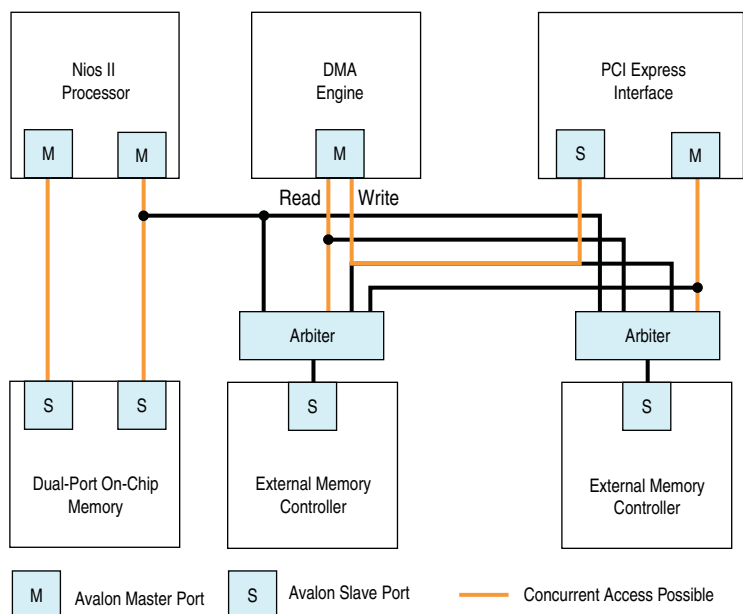 Nios II
Processor
DMA
Engine
PCI Express
Interface
M
M
M
S
M
Read
Write
Arbiter
Arbiter
S
S
S
S
Dual-Port On-Chip
Memory
External Memory
Controller
External Memory
Controller
M
Avalon Master Port
S
Avalon Slave Port
Concurrent Access Possible